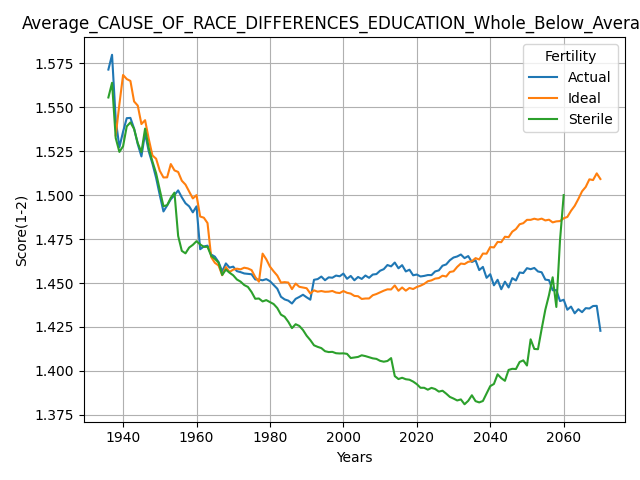 Average_CAUSE_OF_RACE_DIFFERENCES_EDUCATION_Whole_Below_Avera
Fertility
Actual
Ideal
Sterile
1.575
1.550
1.525
1.500
1.475
1.450
1.425
1.400
1.375
Score(1-2)
1940
1960
1980
2000
2020
2040
2060
Years